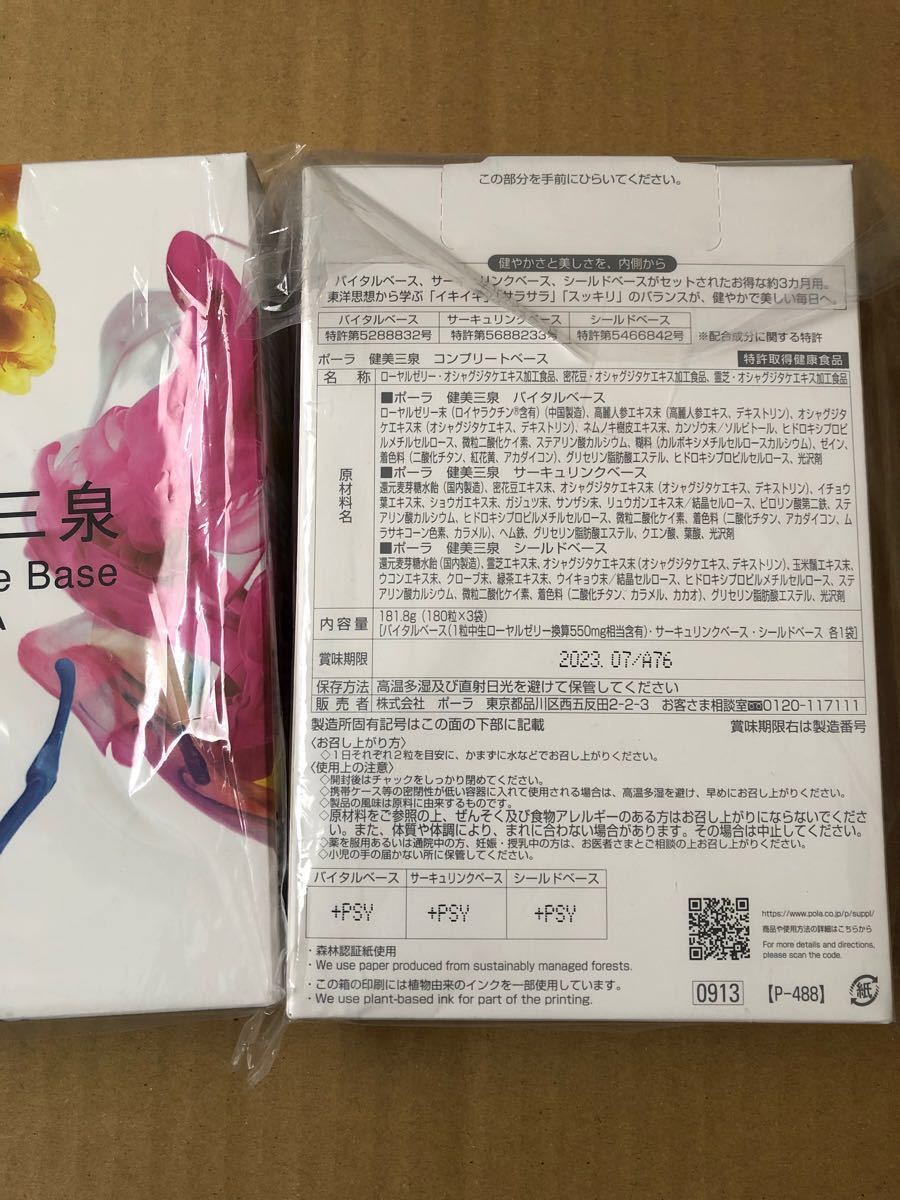 三泉
e Base
この部分を手前にひらいてください。
健やかさと美しさを、内側から
バイタルベース、サーキュリンクベース、シールドベースがセットされたお得な約3カ月用。
東洋思想から学ぶ「イキイキ」「サラサラ」「スッキリ」のバランスが、健やかで美しい毎日へ。
バイタルベース サーキュリンクベース シールドベース
特許第5288832号 特許第5688233号 特許第5466842号 ※配合成分に関する特許
ポーラ 健美三泉 コンプリートベース 特許取得健康食品
名称 ローヤルゼリー・オシャグジタケエキス加工食品、密花豆・オシャグジタケエキス加工食品、霊芝・オシャグジタケエキス加工食品
原材料名
■ポーラ 健美三泉 バイタルベース
ローヤルゼリー末(ロイヤラクチン®含有)(中国製造)、高麗人参エキス末(高麗人参エキス、デキストリン)、オシャグジタ
ケエキス末(オシャグジタケエキス、デキストリン)、ネムノキ樹皮エキス末、カンゾウ末/ソルビトール、ヒドロキシプロピ
ルメチルセルロース、微粒二酸化ケイ素、ステアリン酸カルシウム、糊料(カルボキシメチルセルロースカルシウム)、ゼイン、
着色料(二酸化チタン、紅花黄、アカダイコン)、グリセリン脂肪酸エステル、ヒドロキシプロピルセルロース、光沢剤
■ポーラ 健美三泉 サーキュリンクベース
還元麦芽糖水飴(国内製造)、密花豆エキス末、オシャグジタケエキス末(オシャグジタケエキス、デキストリン)、イチョウ
葉エキス末、ショウガエキス末、ガジュツ末、サンザシ末、リュウガンエキス末/結晶セルロース、ピロリン酸第二鉄、ステ
アリン酸カルシウム、ヒドロキシプロピルメチルセルロース、微粒二酸化ケイ素、着色料(二酸化チタン、アカダイコン、ム
ラサキコーン色素、カラメル)、ヘム鉄、グリセリン脂肪酸エステル、クエン酸、葉酸、光沢剤
■ポーラ 健美三泉 シールドベース
還元麦芽糖水飴(国内製造)、霊芝エキス末、オシャグジタケエキス末(オシャグジタケエキス、デキストリン)、玉米鬚エキス末、
ウコンエキス末、クローブ末、緑茶エキス末、ウイキョウ末/結晶セルロース、ヒドロキシプロピルメチルセルロース、ステ
アリン酸カルシウム、微粒二酸化ケイ素、着色料(二酸化チタン、カラメル、カカオ)、グリセリン脂肪酸エステル、光沢剤
内容量 181.8g(180粒×3袋)
[バイタルベース(1粒中生ローヤルゼリー換算550mg相当含有)・サーキュリンクベース・シールドベース 各1袋]
賞味期限 2023.07/A76
保存方法 高温多湿及び直射日光を避けて保管してください
販売者 株式会社 ポーラ 東京都品川区西五反田2-2-3 お客さま相談室 0120-117111
製造所固有記号はこの面の下部に記載 賞味期限右は製造番号
〈お召し上がり方〉
◇1日それぞれ2粒を目安に、かまずに水などでお召し上がりください。
〈使用上の注意〉
◇開封後はチャックをしっかり閉めてください。
◇携帯ケース等の密閉性が低い容器に入れて使用される場合は、高温多湿を避け、早めにお召し上がりください。
◇製品の風味は原料に由来するものです。
◇原材料をご参照の上、ぜんそく及び食物アレルギーのある方はお召し上がりにならないでくださ
い。また、体質や体調により、まれに合わない場合があります。その場合は中止してください。
◇薬を服用あるいは通院中の方、妊娠・授乳中の方は、お医者さまとご相談の上お召し上がりください。
◇小児の手の届かない所に保管してください。
バイタルベース サーキュリンクベース シールドベース
+PSY +PSY +PSY
https://www.pola.co.jp/p/suppl/
商品や使用方法の詳細はこちらから
For more details and directions,
please scan the code.
・森林認証紙使用
・We use paper produced from sustainably managed forests.
・この箱の印刷には植物由来のインクを一部使用しています。
・We use plant-based ink for part of the printing.
0913 【P-488】 紙